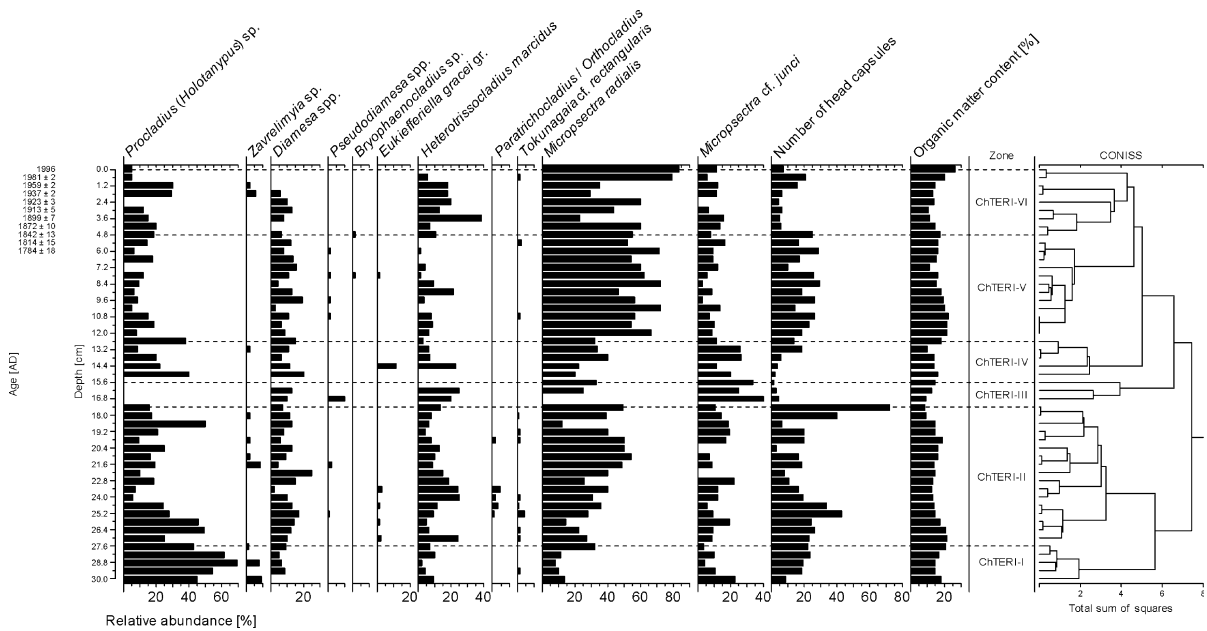 Procladius (Holotanypus) sp.
Zavrelimyia sp.
Diamesa spp.
Pseudodiamesa spp.
Bryophaenocladius sp.
Eukiefferiella gracei gr.
Heterotrissocladius marcidus
Paratrichocladius / Orthocladius
Tokunagaia cf. rectangularis
Micropsectra radialis
Micropsectra cf. junci
Number of head capsules
Organic matter content [%]
Zone
CONISS
1996
1981 ± 2
1959 ± 2
1937 ± 2
1923 ± 3
1913 ± 5
1899 ± 7
1872 ± 10
1842 ± 13
1814 ± 15
1784 ± 18
Age [AD]
0.0
1.2
2.4
3.6
4.8
6.0
7.2
8.4
9.6
10.8
12.0
13.2
14.4
15.6
16.8
18.0
19.2
20.4
21.6
22.8
24.0
25.2
26.4
27.6
28.8
30.0
Depth [cm]
ChTERI-VI
ChTERI-V
ChTERI-IV
ChTERI-III
ChTERI-II
ChTERI-I
20 40 60
20
20
20 40
20 40 60 80
20 40
20 40 60 80
20
0 2 4 6 8
Relative abundance [%]
Total sum of squares